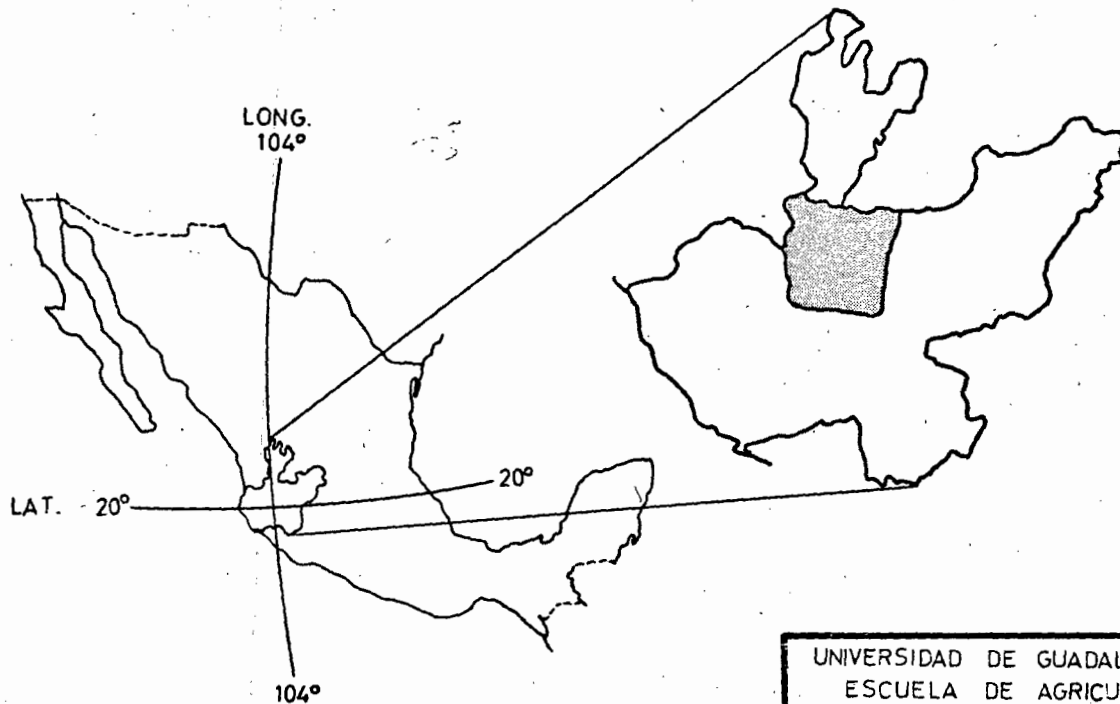 LONG.
104°
LAT. 20°
20°
104°
UNIVERSIDAD DE GUADAL
ESCUELA DE AGRICU